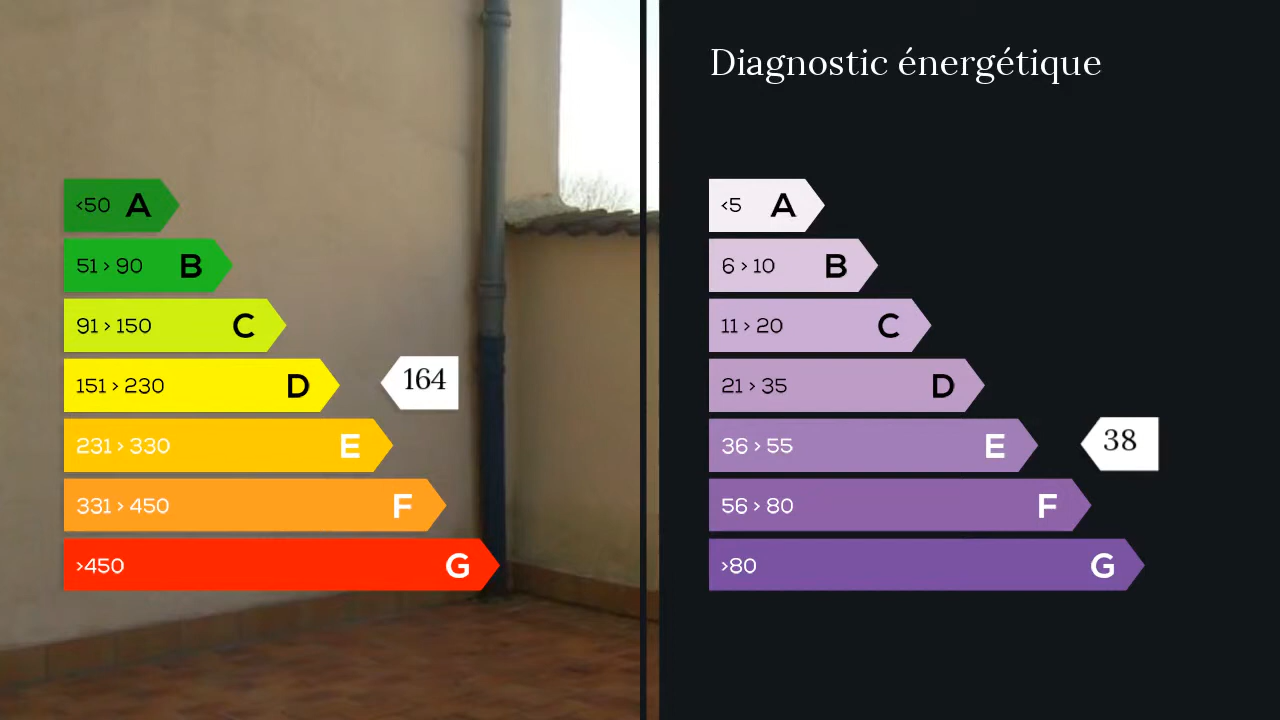 Diagnostic énergétique
<50 A
51 > 90 B
91 > 150 C
151 > 230 D
164
231 > 330 E
331 > 450 F
>450 G
<5 A
6 > 10 B
11 > 20 C
21 > 35 D
36 > 55 E
38
56 > 80 F
>80 G